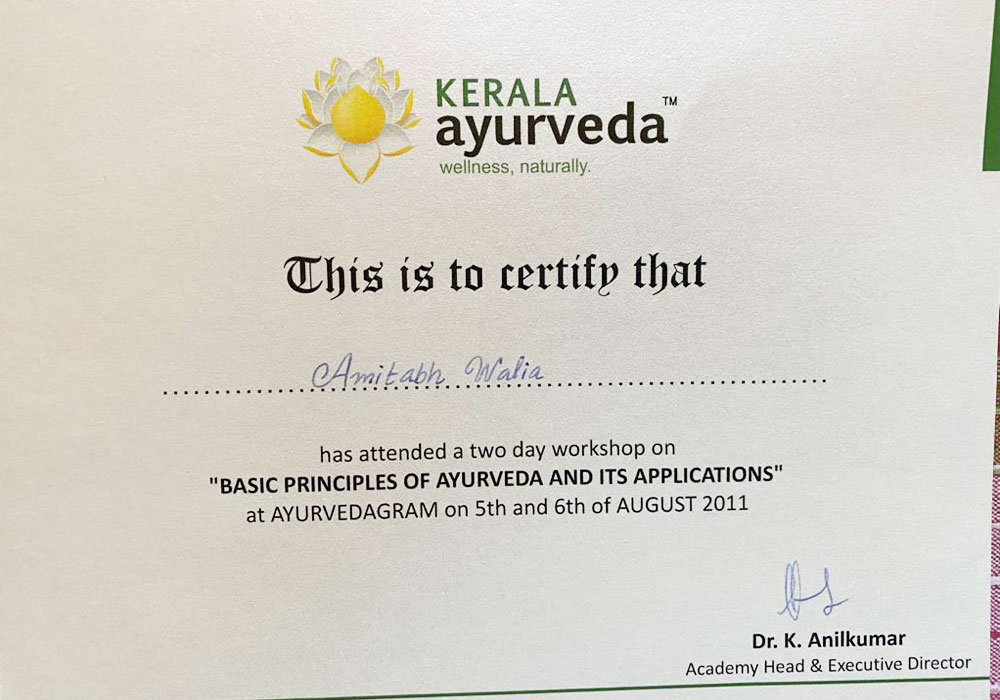 KERALA
ayurveda™
wellness, naturally.
This is to certify that
Amitabh Walia
has attended a two day workshop on
"BASIC PRINCIPLES OF AYURVEDA AND ITS APPLICATIONS"
at AYURVEDAGRAM on 5th and 6th of AUGUST 2011
Dr. K. Anilkumar
Academy Head & Executive Director